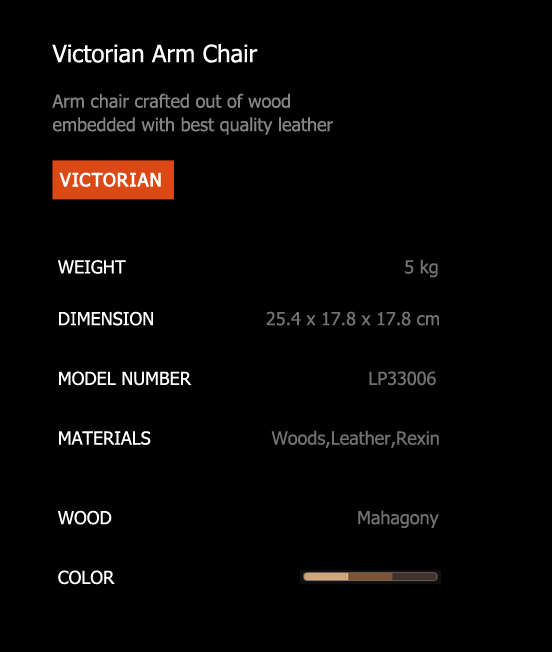 Victorian Arm Chair
Arm chair crafted out of wood
embedded with best quality leather
VICTORIAN
WEIGHT 5 kg
DIMENSION 25.4 x 17.8 x 17.8 cm
MODEL NUMBER LP33006
MATERIALS Woods,Leather,Rexin
WOOD Mahagony
COLOR